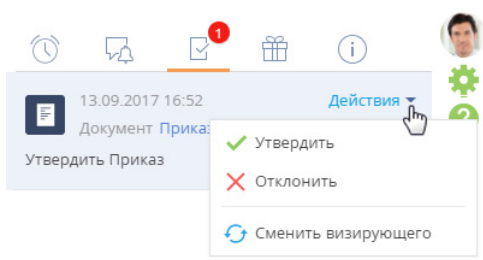 1
i
13.09.2017 16:52 Действия
Документ Приказ
Утвердить Приказ
Утвердить
Отклонить
Сменить визирующего
?